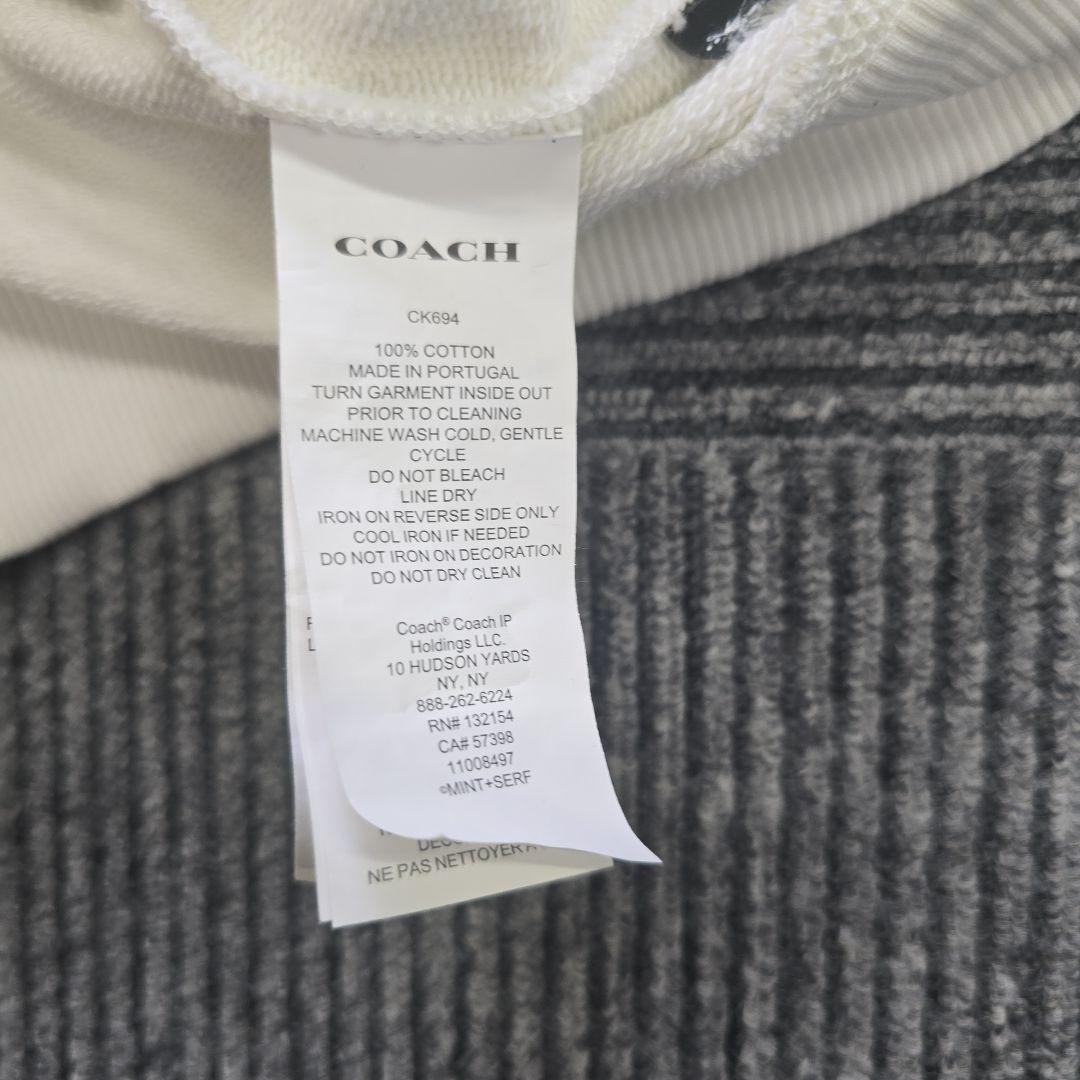 COACH
CK694
100% COTTON
MADE IN PORTUGAL
TURN GARMENT INSIDE OUT
PRIOR TO CLEANING
MACHINE WASH COLD, GENTLE
CYCLE
DO NOT BLEACH
LINE DRY
IRON ON REVERSE SIDE ONLY
COOL IRON IF NEEDED
DO NOT IRON ON DECORATION
DO NOT DRY CLEAN
Coach® Coach IP
Holdings LLC.
10 HUDSON YARDS
NY, NY
888-262-6224
RN# 132154
CA# 57398
11008497
©MINT+SERF
NE PAS NETTOYER